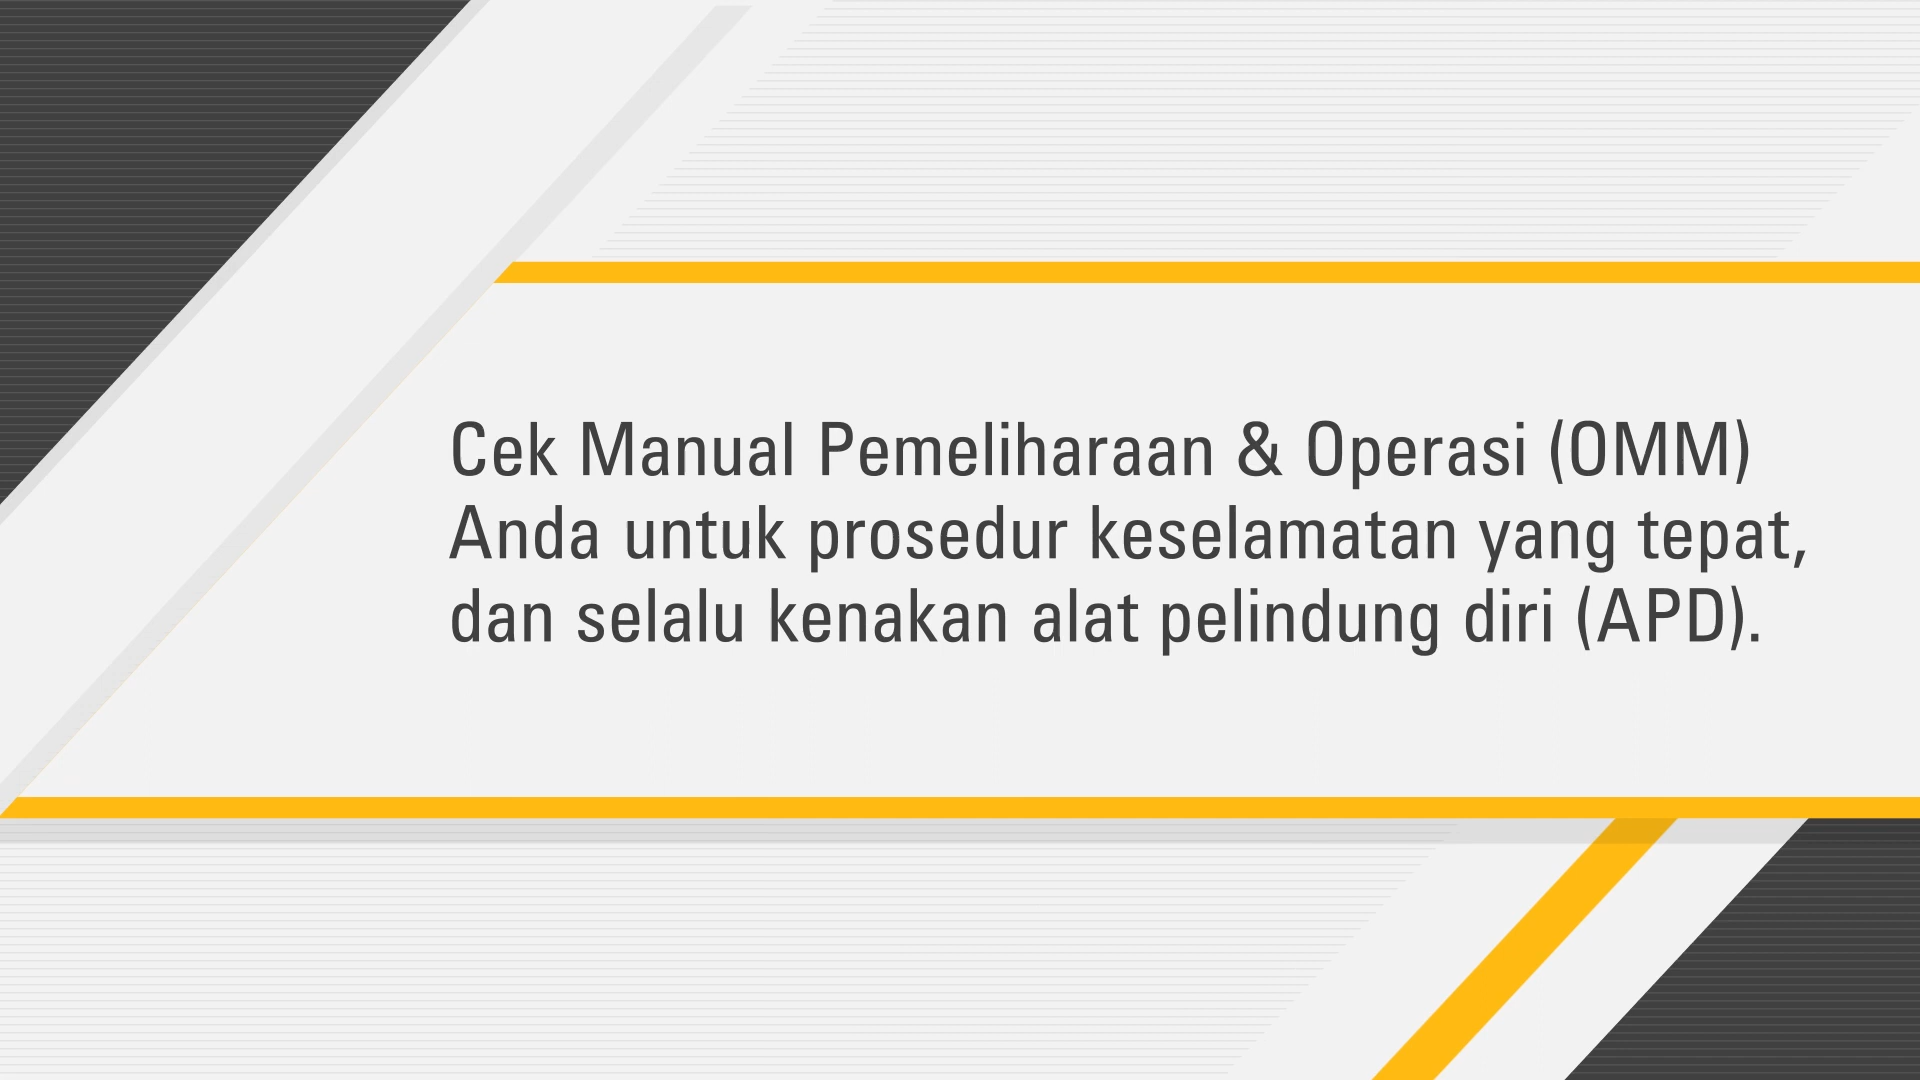 Cek Manual Pemeliharaan & Operasi (OMM)
Anda untuk prosedur keselamatan yang tepat,
dan selalu kenakan alat pelindung diri (APD).